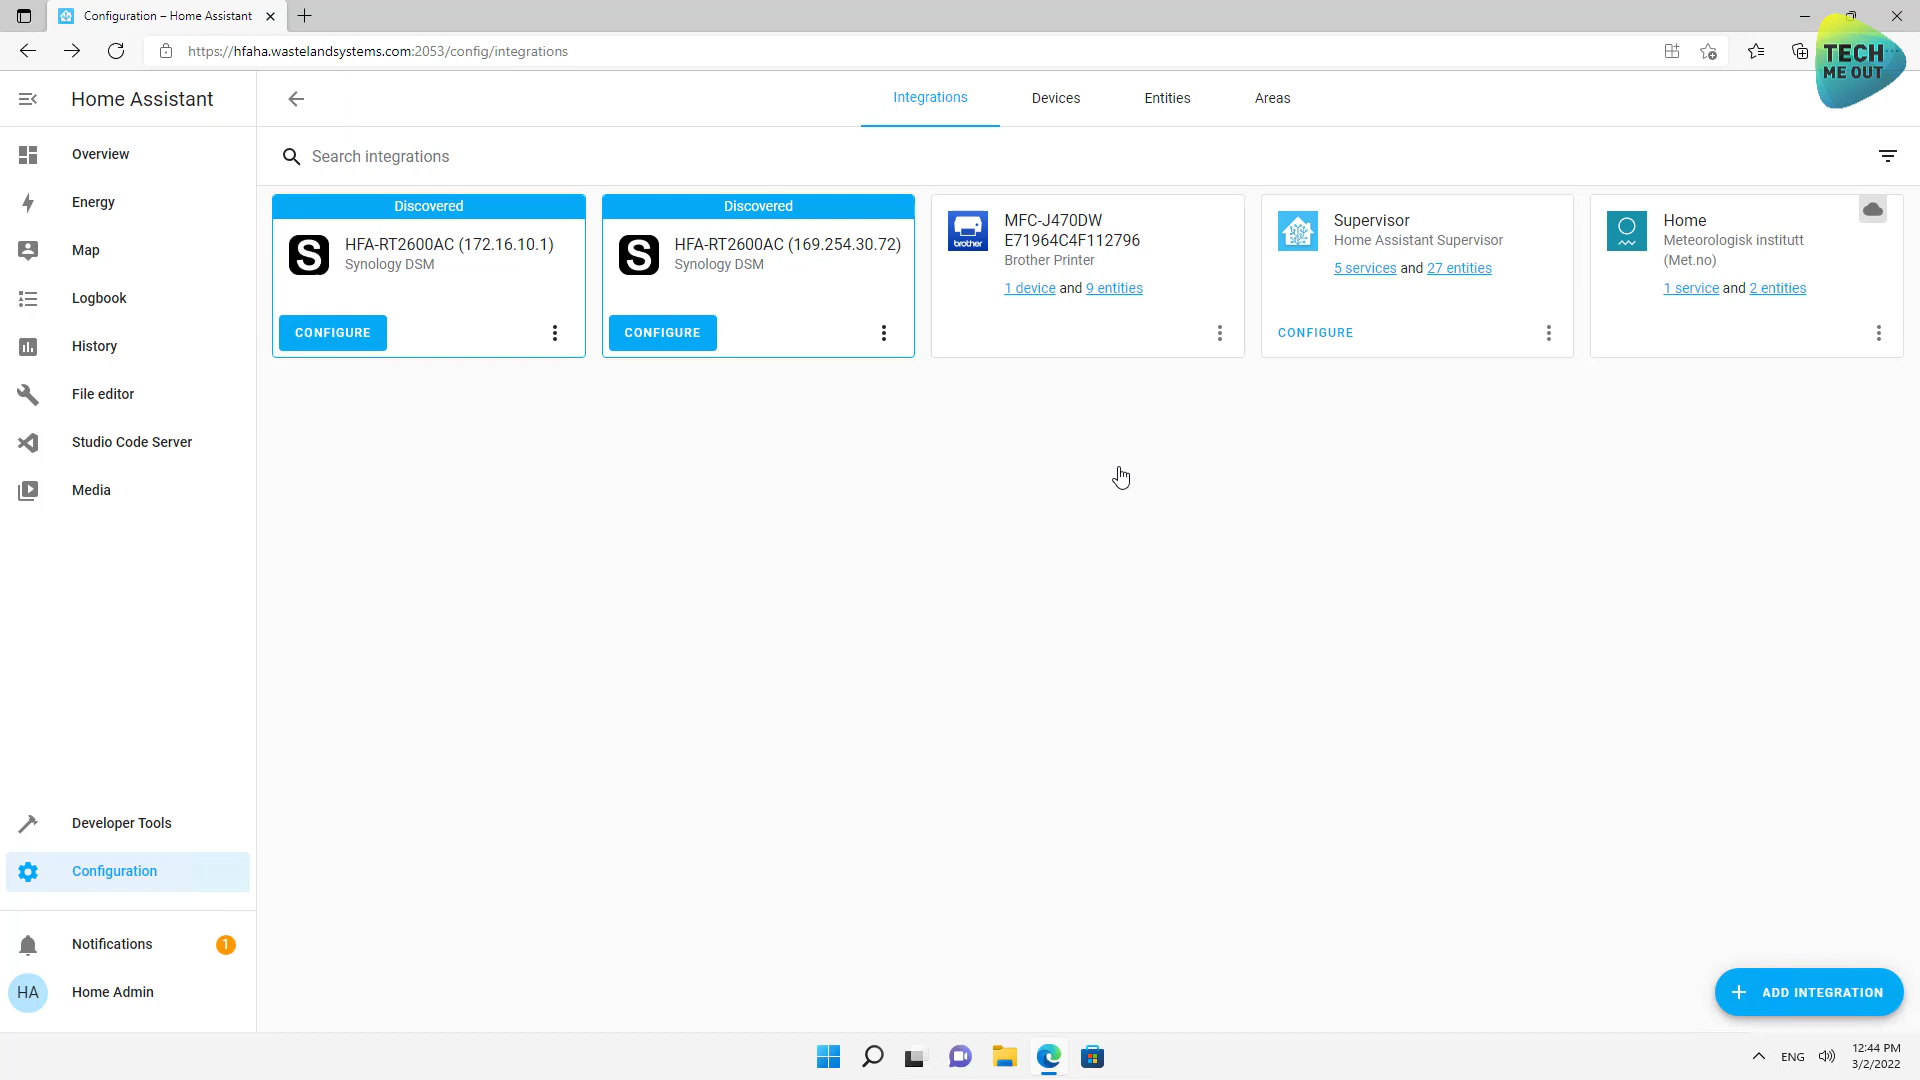 Configuration – Home Assistant
https://hfaha.wastelandsystems.com:2053/config/integrations
TECH
ME OUT
Home Assistant
Integrations
Devices
Entities
Areas
Overview
Energy
Map
Logbook
History
File editor
Studio Code Server
Media
Developer Tools
Configuration
Notifications
1
HA
Home Admin
Search integrations
Discovered
S
HFA-RT2600AC (172.16.10.1)
Synology DSM
CONFIGURE
Discovered
S
HFA-RT2600AC (169.254.30.72)
Synology DSM
CONFIGURE
brother
MFC-J470DW
E71964C4F112796
Brother Printer
1 device and 9 entities
Supervisor
Home Assistant Supervisor
5 services and 27 entities
CONFIGURE
Home
Meteorologisk institutt
(Met.no)
1 service and 2 entities
ADD INTEGRATION
ENG
12:44 PM
3/2/2022